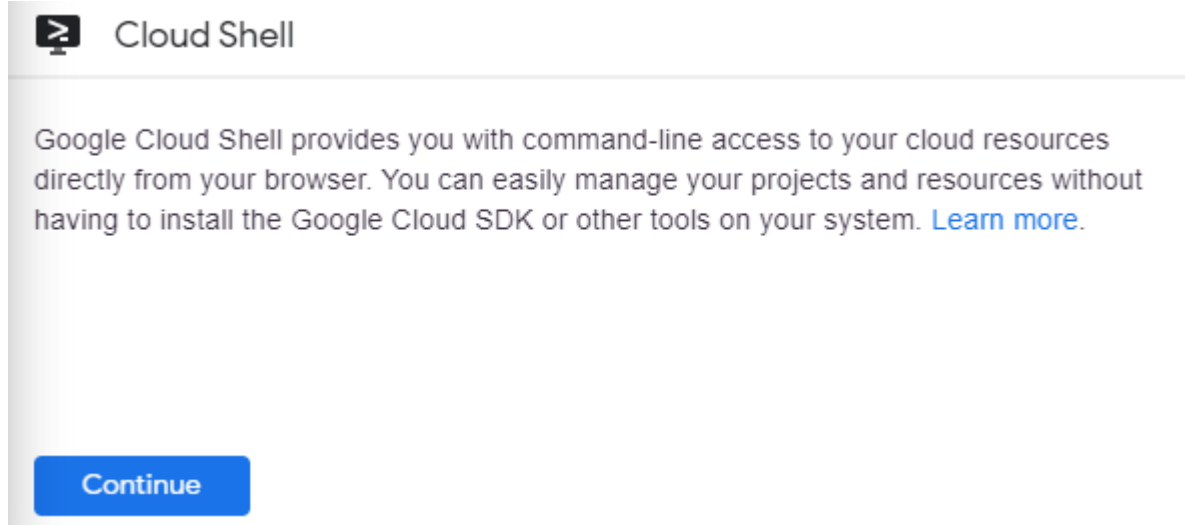 Cloud Shell
Google Cloud Shell provides you with command-line access to your cloud resources
directly from your browser. You can easily manage your projects and resources without
having to install the Google Cloud SDK or other tools on your system. Learn more.
Continue